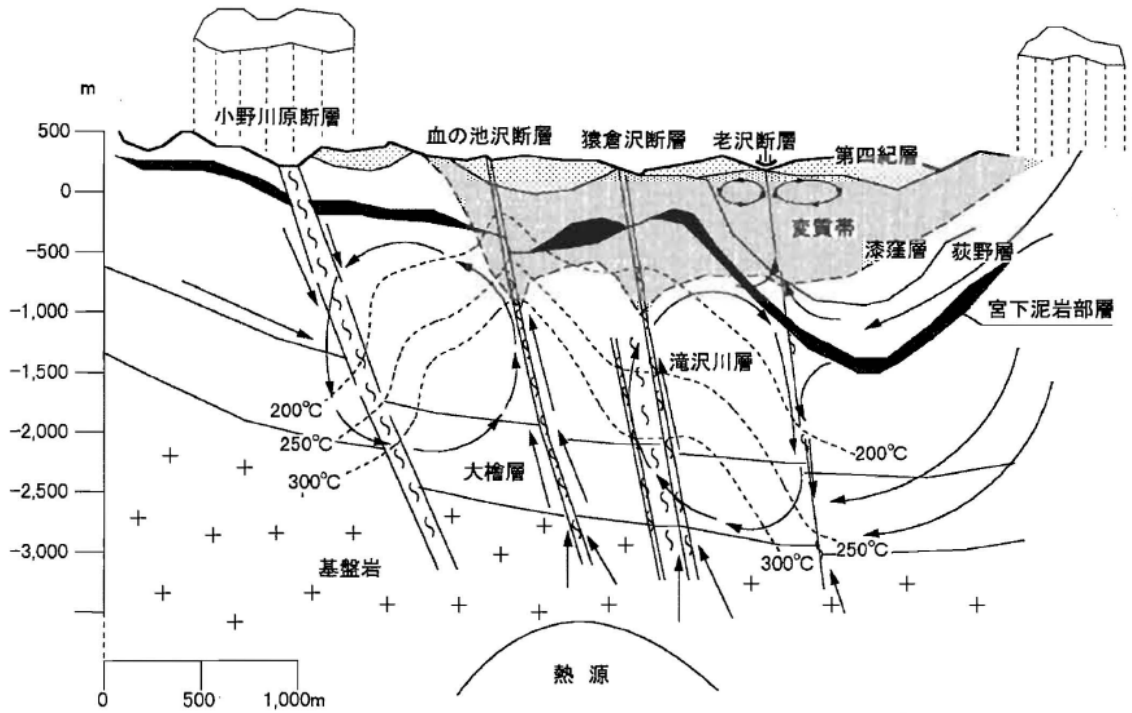 m
小野川原断層
500
血の池沢断層
猿倉沢断層
老沢断層
第四紀層
0
変質帯
-500
漆窪層
荻野層
-1,000
宮下泥岩部層
-1,500
滝沢川層
200℃
-2,000
250℃
200℃
300℃
大檜層
-2,500
-3,000
250℃
300℃
基盤岩
熱源
0
500
1,000m